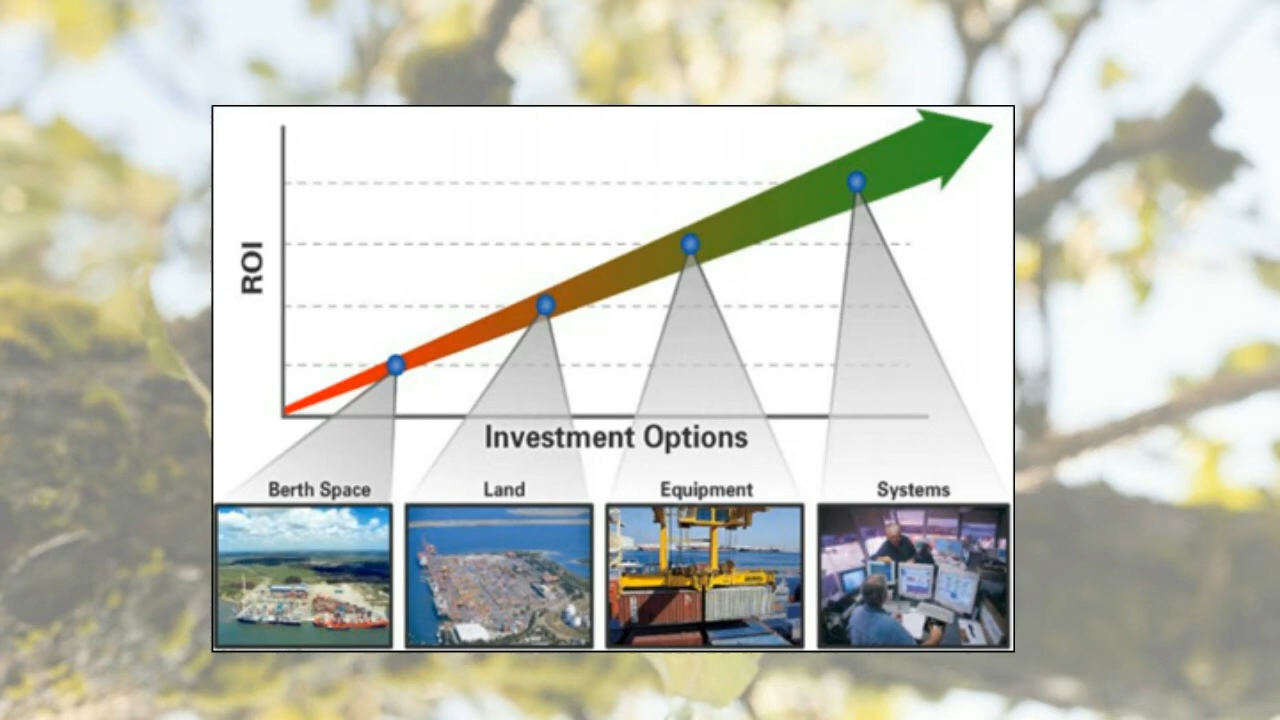 ROI
Investment Options
Berth Space
Land
Equipment
Systems